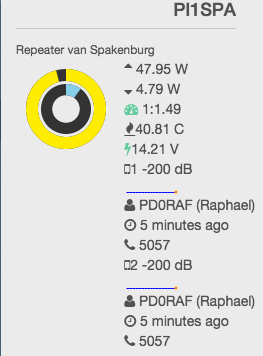 PI1SPA
Repeater van Spakenburg
47.95 W
4.79 W
1:1.49
40.81 C
14.21 V
1 -200 dB
PD0RAF (Raphael)
5 minutes ago
5057
2 -200 dB
PD0RAF (Raphael)
5 minutes ago
5057